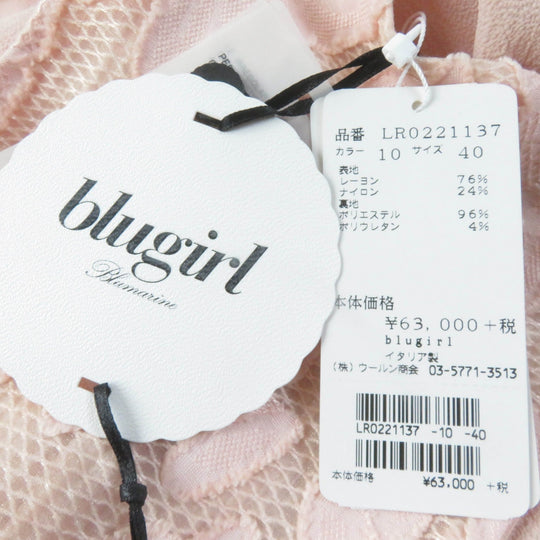 blugirl
Blumarine
品番 LR0221137
カラー 10 サイズ 40
表地
レーヨン 76%
ナイロン 24%
裏地
ポリエステル 96%
ポリウレタン 4%
本体価格
¥63,000 +税
blugirl
イタリア製
(株) ウールン商会 03-5771-3513
LR0221137 -10 -40
本体価格 ¥63,000 +税